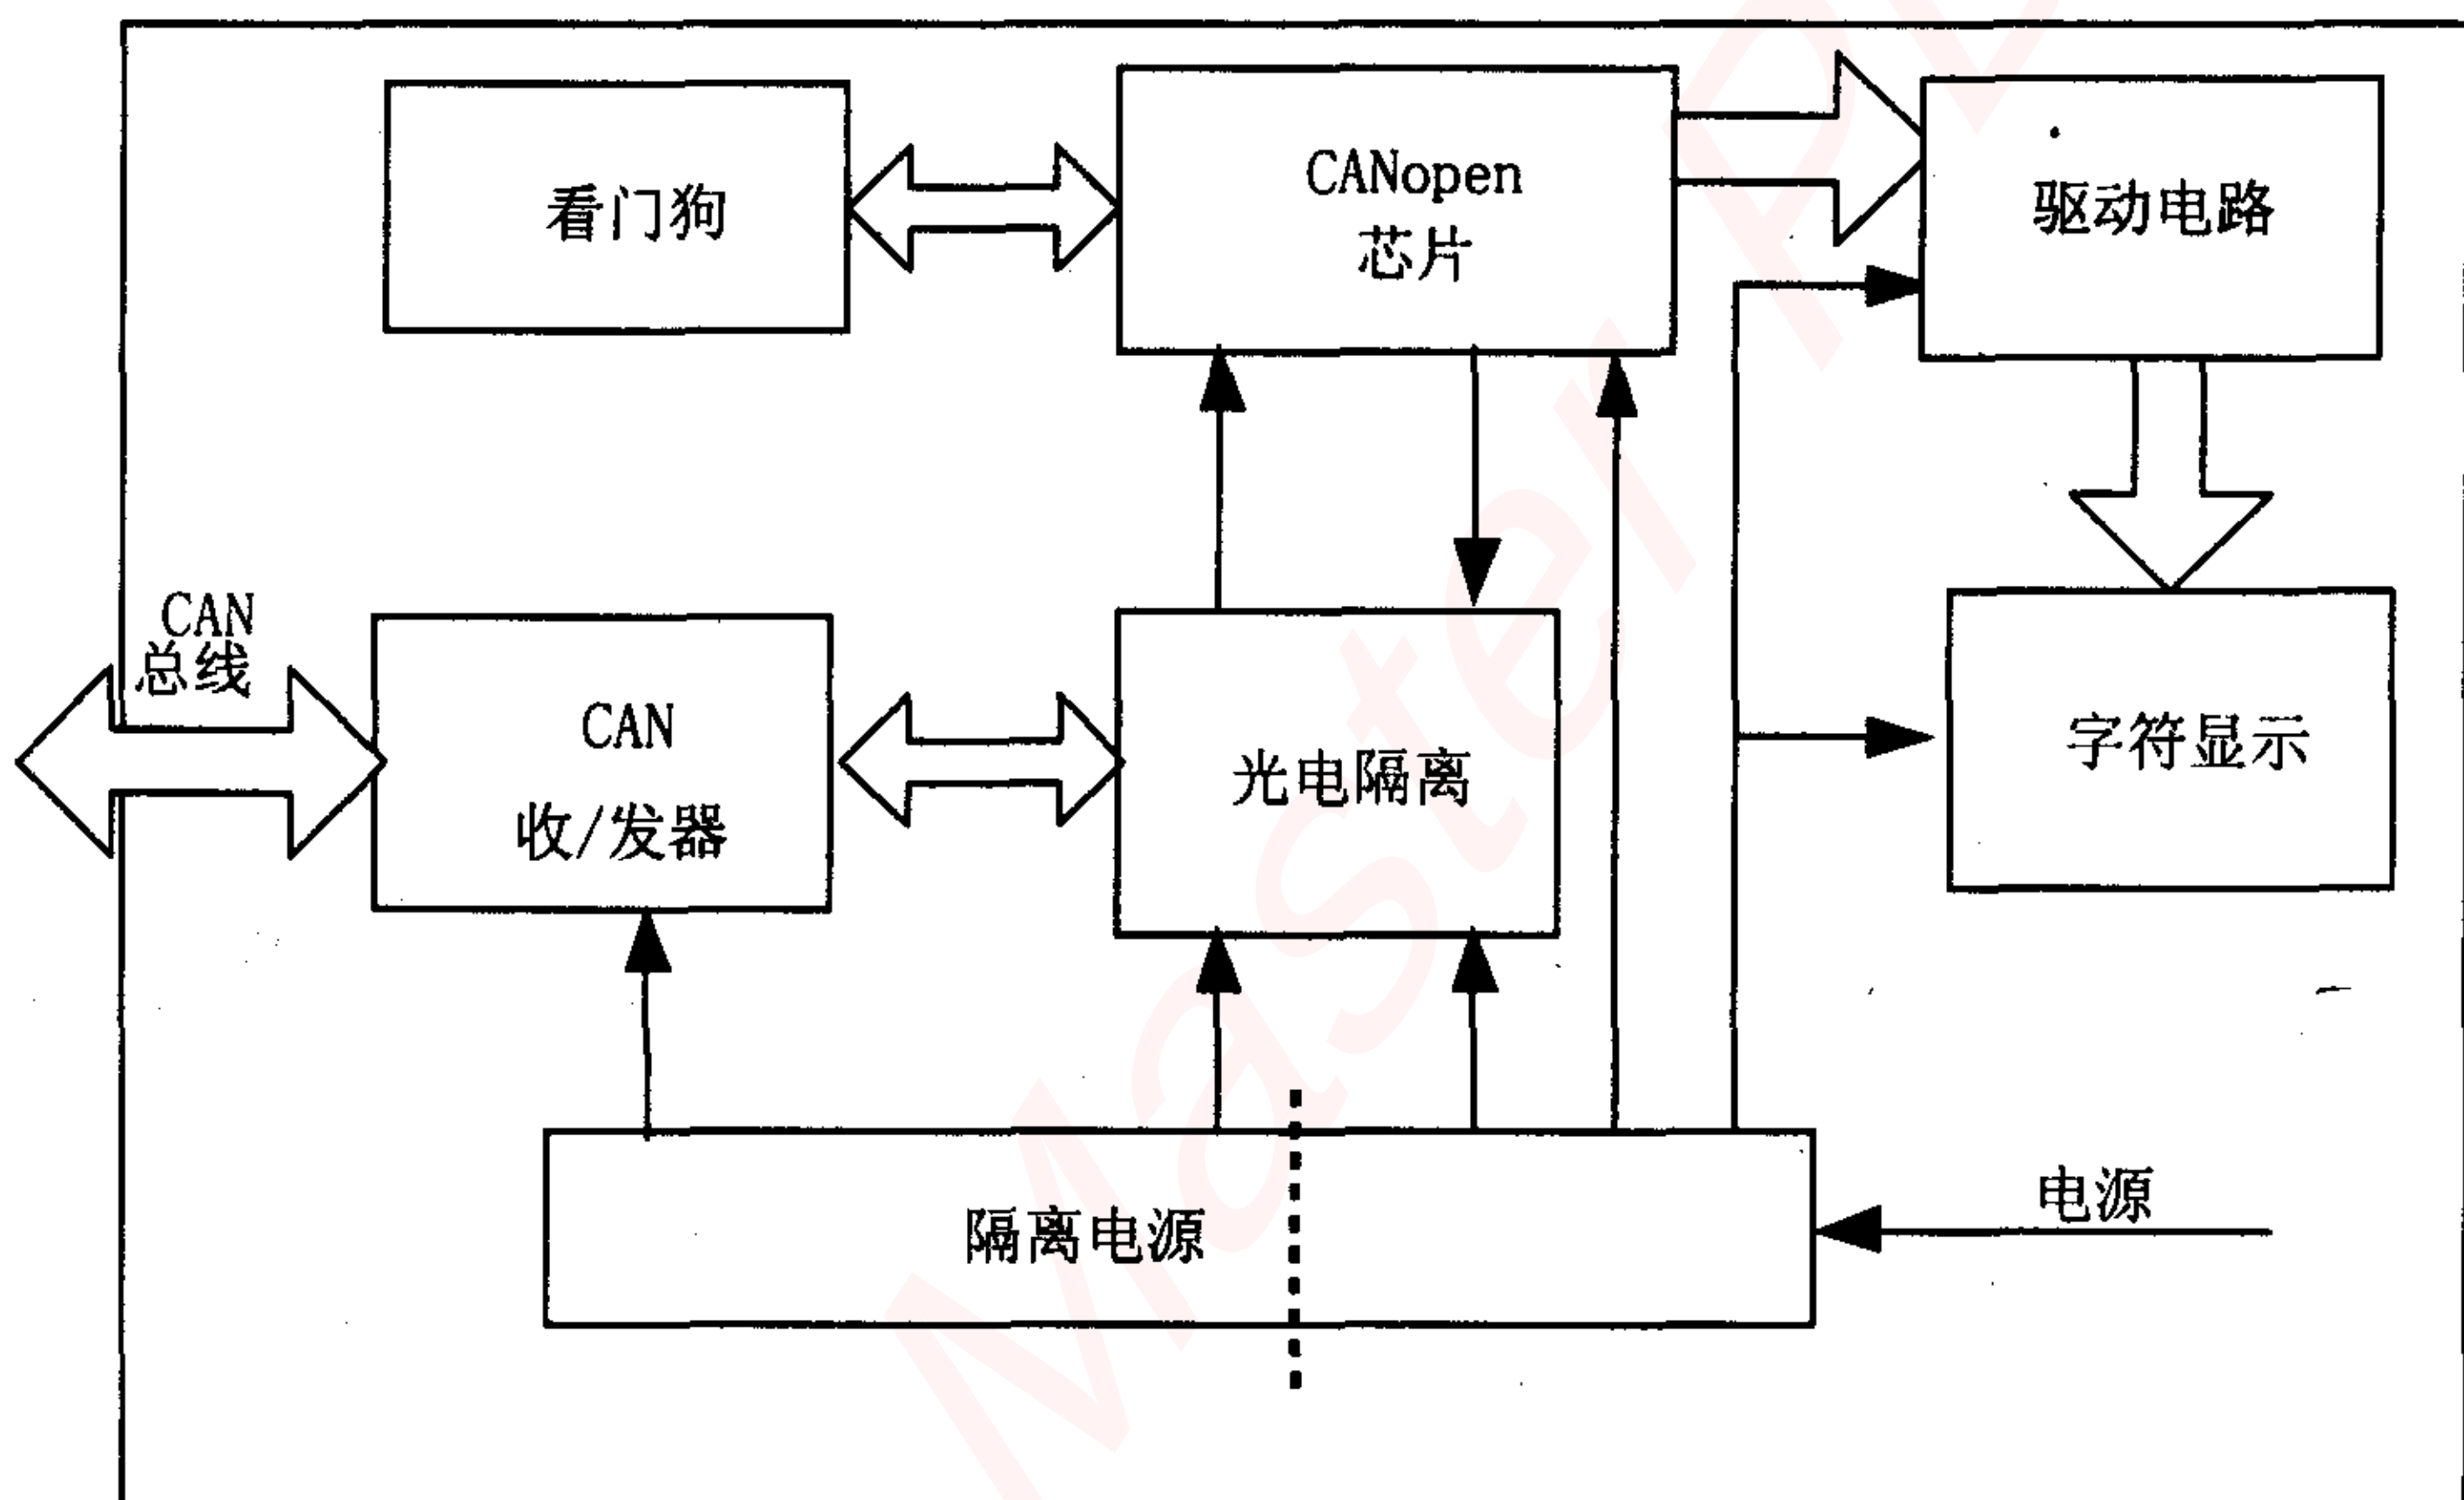 看门狗
CANopen
芯片
驱动电路
CAN
总线
CAN
收/发器
光电隔离
字符显示
隔离电源
电源
Master P